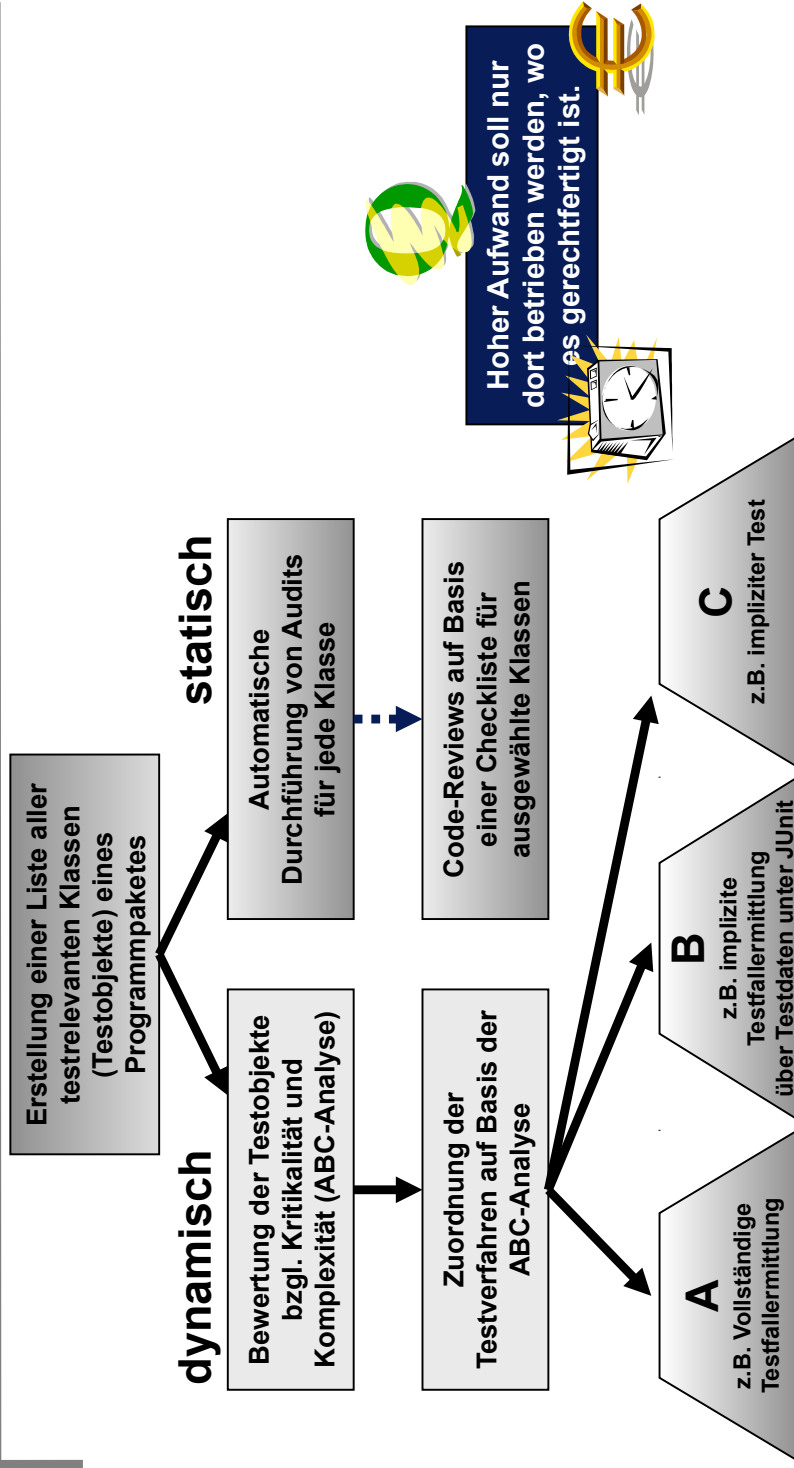 Erstellung einer Liste aller
testrelevanten Klassen
(Testobjekte) eines
Programmpaketes
dynamisch
statisch
Bewertung der Testobjekte
bzgl. Kritikalität und
Komplexität (ABC-Analyse)
Automatische
Durchführung von Audits
für jede Klasse
Zuordnung der
Testverfahren auf Basis der
ABC-Analyse
Code-Reviews auf Basis
einer Checkliste für
ausgewählte Klassen
Hoher Aufwand soll nur
dort betrieben werden, wo
es gerechtfertigt ist.
A
z.B. Vollständige
Testfallermittlung
B
z.B. implizite
Testfallermittlung
über Testdaten unter JUnit
C
z.B. impliziter Test